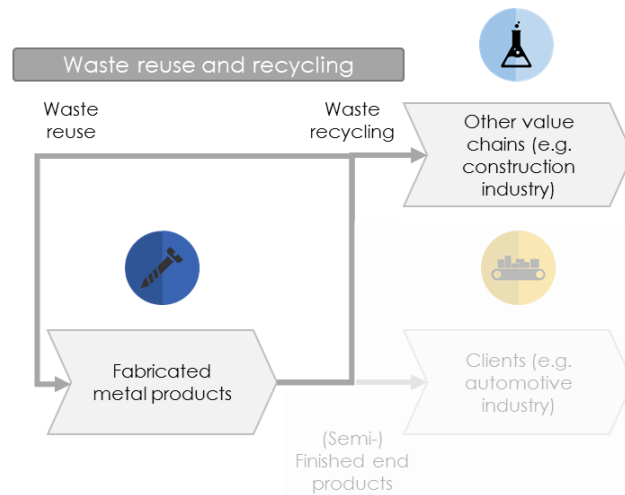 Waste reuse and recycling
Waste
reuse
Waste
recycling
Other value
chains (e.g.
construction
industry)
Fabricated
metal products
Clients (e.g.
automotive
industry)
(Semi-)
Finished end
products